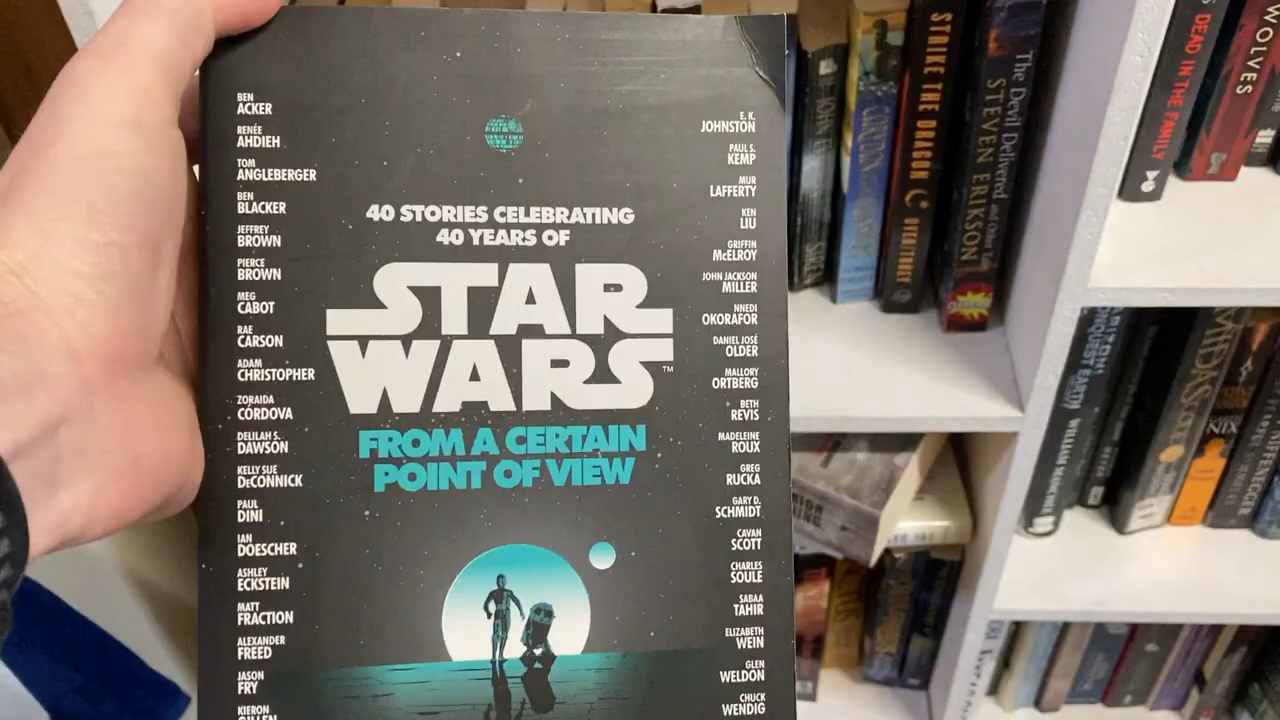 BEN
ACKER
RENÉE
AHDIEH
TOM
ANGLEBERGER
BEN
BLACKER
JEFFREY
BROWN
PIERCE
BROWN
MEG
CABOT
RAE
CARSON
ADAM
CHRISTOPHER
ZORAIDA
CÓRDOVA
DELILAH S.
DAWSON
KELLY SUE
DeCONNICK
PAUL
DINI
IAN
DOESCHER
ASHLEY
ECKSTEIN
MATT
FRACTION
ALEXANDER
FREED
JASON
FRY
KIERON
40 STORIES CELEBRATING
40 YEARS OF
STAR
WARS™
FROM A CERTAIN
POINT OF VIEW
E. K.
JOHNSTON
PAUL S.
KEMP
MUR
LAFFERTY
KEN
LIU
GRIFFIN
McELROY
JOHN JACKSON
MILLER
NNEDI
OKORAFOR
DANIEL JOSÉ
OLDER
MALLORY
ORTBERG
BETH
REVIS
MADELEINE
ROUX
GREG
RUCKA
GARY D.
SCHMIDT
CAVAN
SCOTT
CHARLES
SOULE
SABAA
TAHIR
ELIZABETH
WEIN
GLEN
WELDON
CHUCK
WENDIG
STRIKE THE DRAGON
The Devil Delivered and Other
STEVEN ERIKSON
DEAD IN THE FAMILY
WOLVES
MIDAS